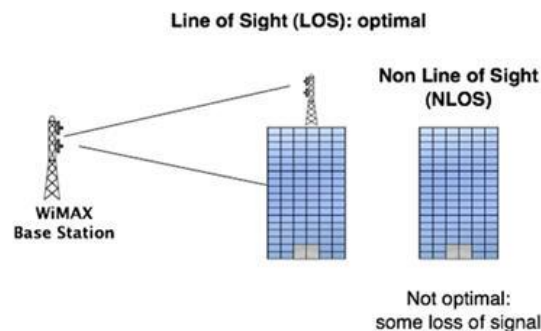 Line of Sight (LOS): optimal
Non Line of Sight
(NLOS)
WiMAX
Base Station
Not optimal:
some loss of signal